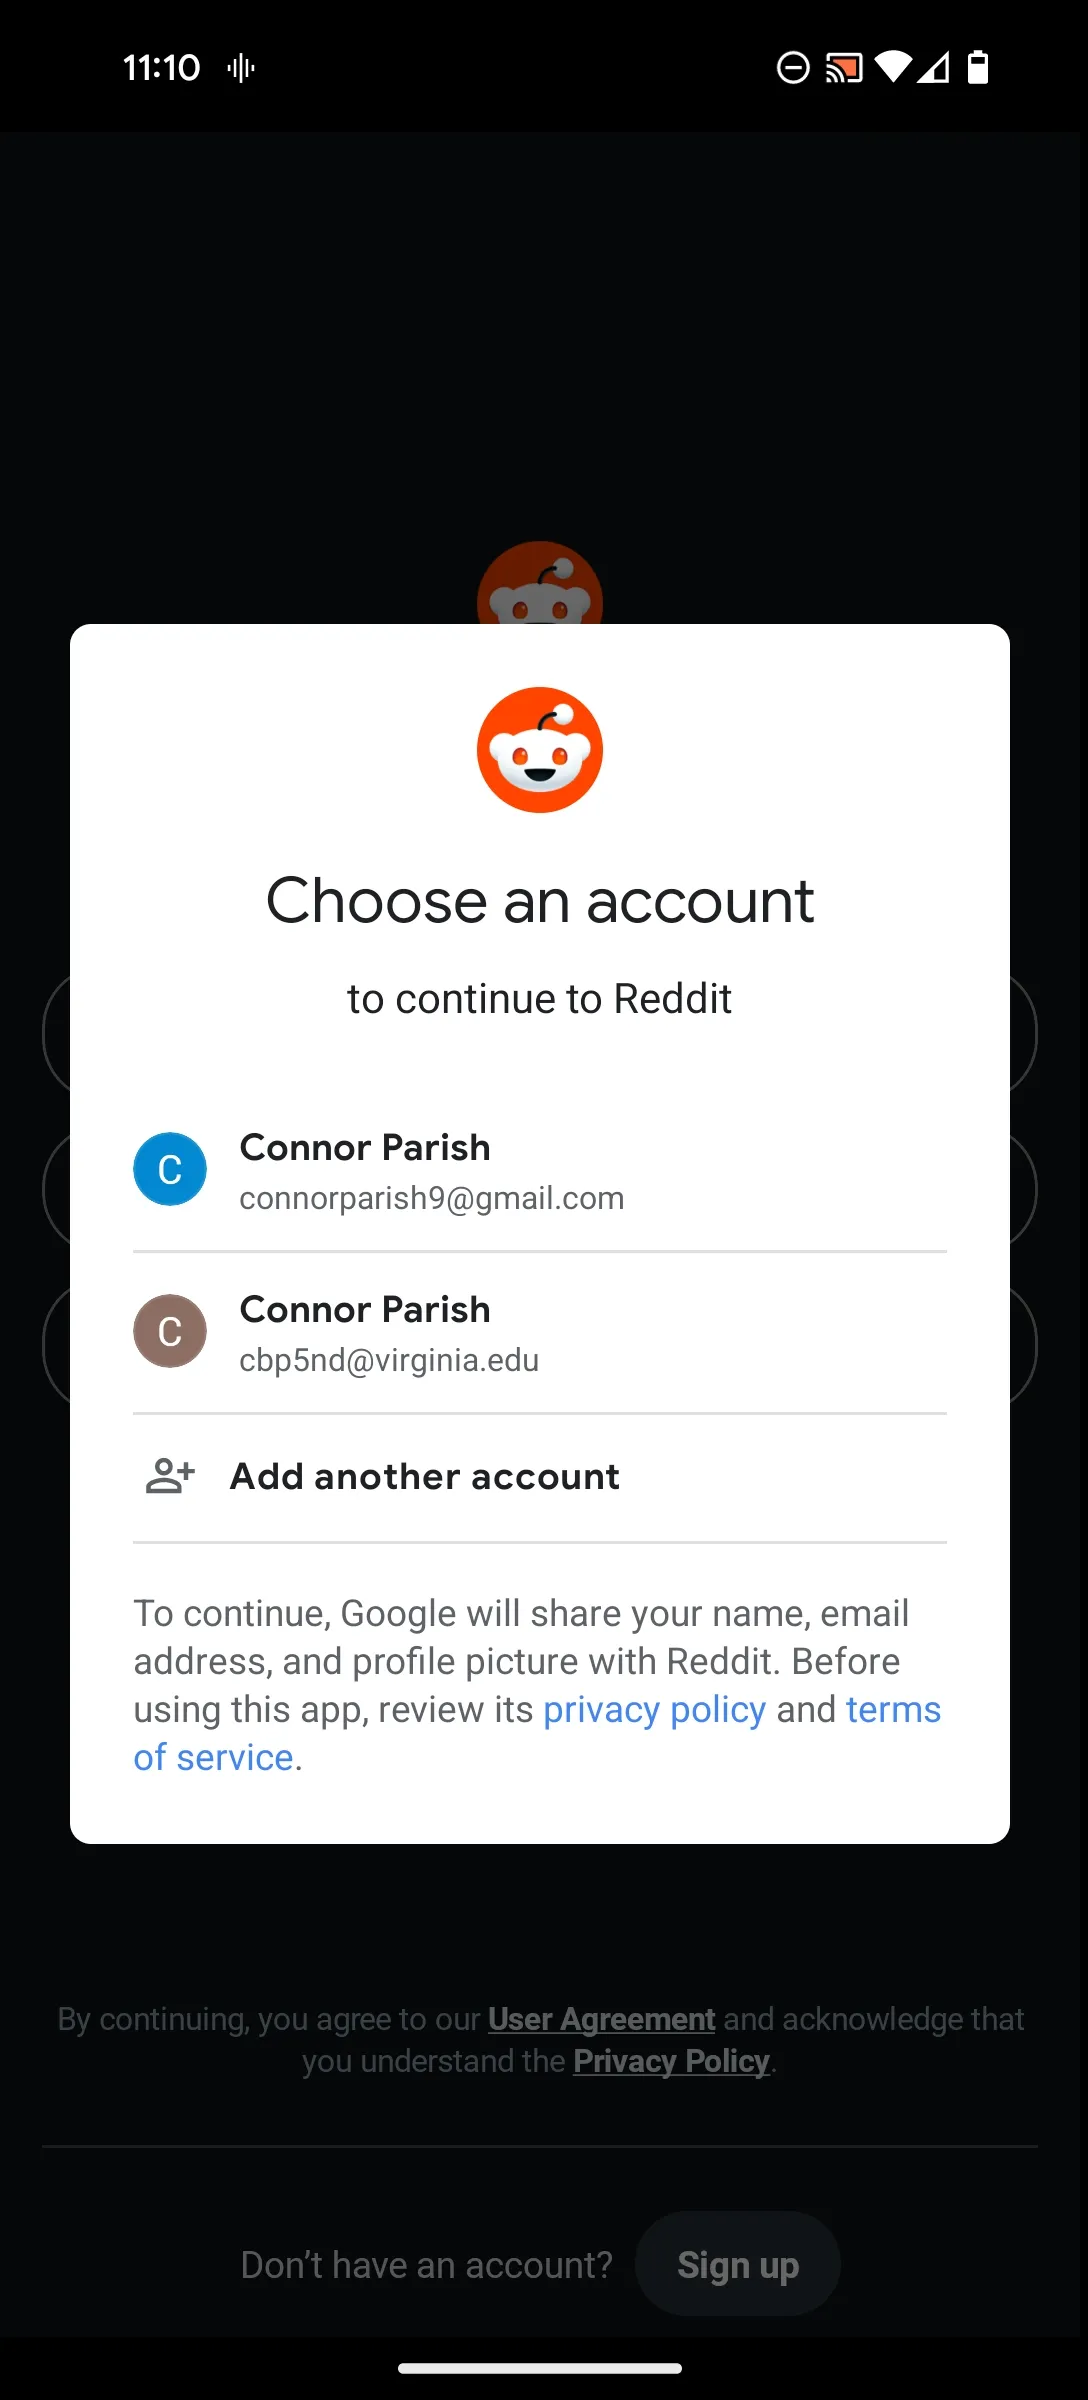 11:10
Choose an account
to continue to Reddit
C
Connor Parish
connorparish9@gmail.com
C
Connor Parish
cbp5nd@virginia.edu
Add another account
To continue, Google will share your name, email
address, and profile picture with Reddit. Before
using this app, review its privacy policy and terms
of service.
By continuing, you agree to our User Agreement and acknowledge that
you understand the Privacy Policy.
Don’t have an account?
Sign up